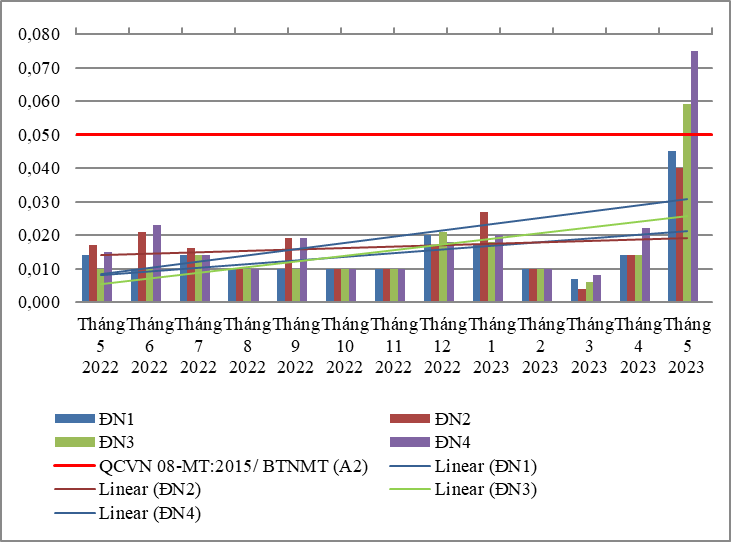 0,080
0,070
0,060
0,050
0,040
0,030
0,020
0,010
0,000
Tháng Tháng Tháng Tháng Tháng Tháng Tháng Tháng Tháng Tháng Tháng Tháng Tháng
5 6 7 8 9 10 11 12 1 2 3 4 5
2022 2022 2022 2022 2022 2022 2022 2022 2023 2023 2023 2023 2023
ĐN1 ĐN2
ĐN3 ĐN4
QCVN 08-MT:2015/ BTNMT (A2) Linear (ĐN1)
Linear (ĐN2) Linear (ĐN3)
Linear (ĐN4)